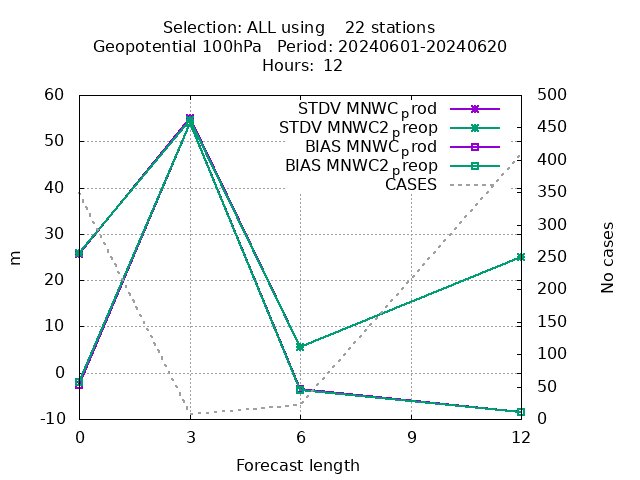 Selection: ALL using    22 stations
Geopotential 100hPa   Period: 20240601-20240620
Hours:  12
60 500
50 450
40 400
30 350
20 300
10 250
0 200
-10 150
100
50
0
STDV MNWC_prod
STDV MNWC2_preop
BIAS MNWC_prod
BIAS MNWC2_preop
CASES
m
No cases
0 3 6 9 12
Forecast length